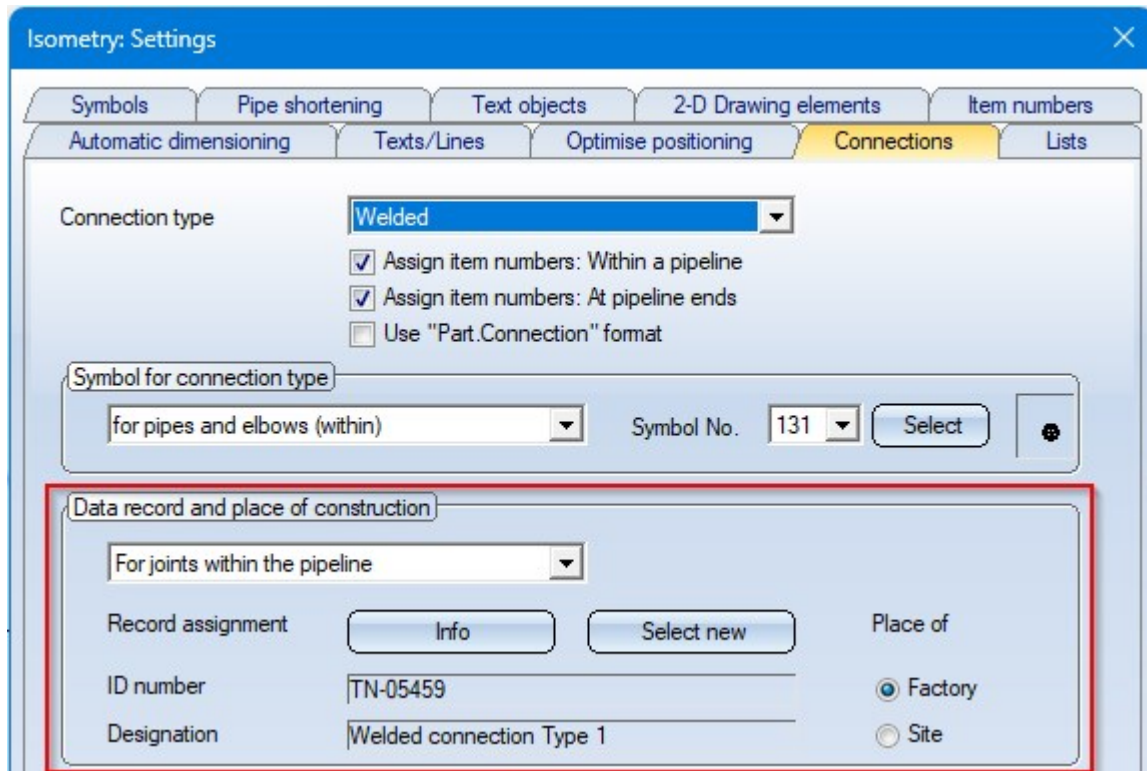 Isometry: Settings
Symbols Pipe shortening Text objects 2-D Drawing elements Item numbers
Automatic dimensioning Texts/Lines Optimise positioning Connections Lists
Connection type Welded
Assign item numbers: Within a pipeline
Assign item numbers: At pipeline ends
Use "Part.Connection" format
Symbol for connection type
for pipes and elbows (within) Symbol No. 131 Select
Data record and place of construction
For joints within the pipeline
Record assignment Info Select new Place of
ID number TN-05459 Factory
Designation Welded connection Type 1 Site